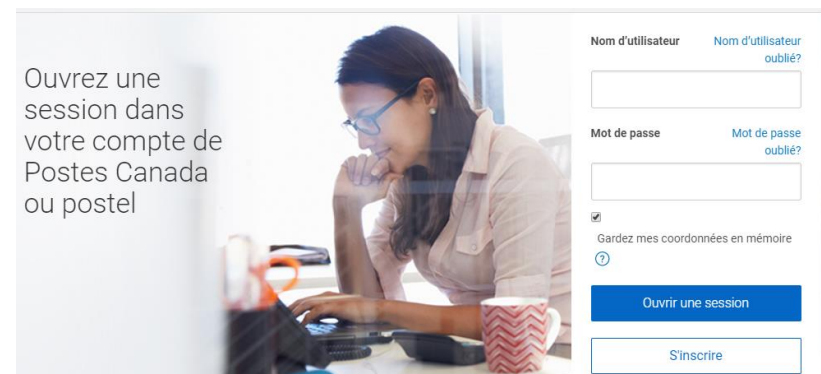 Ouvrez une
session dans
votre compte de
Postes Canada
ou postel
Nom d'utilisateur
Nom d'utilisateur
oublié?
Mot de passe
Mot de passe
oublié?
Gardez mes coordonnées en mémoire
?
Ouvrir une session
S'inscrire